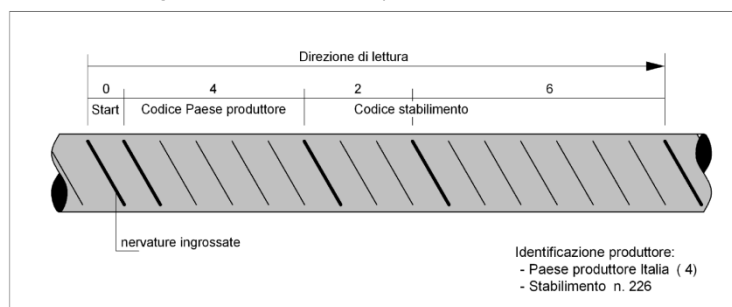 Direzione di lettura
0 4 2 6
Start Codice Paese produttore Codice stabilimento
nervature ingrossate
Identificazione produttore:
- Paese produttore Italia ( 4)
- Stabilimento n. 226